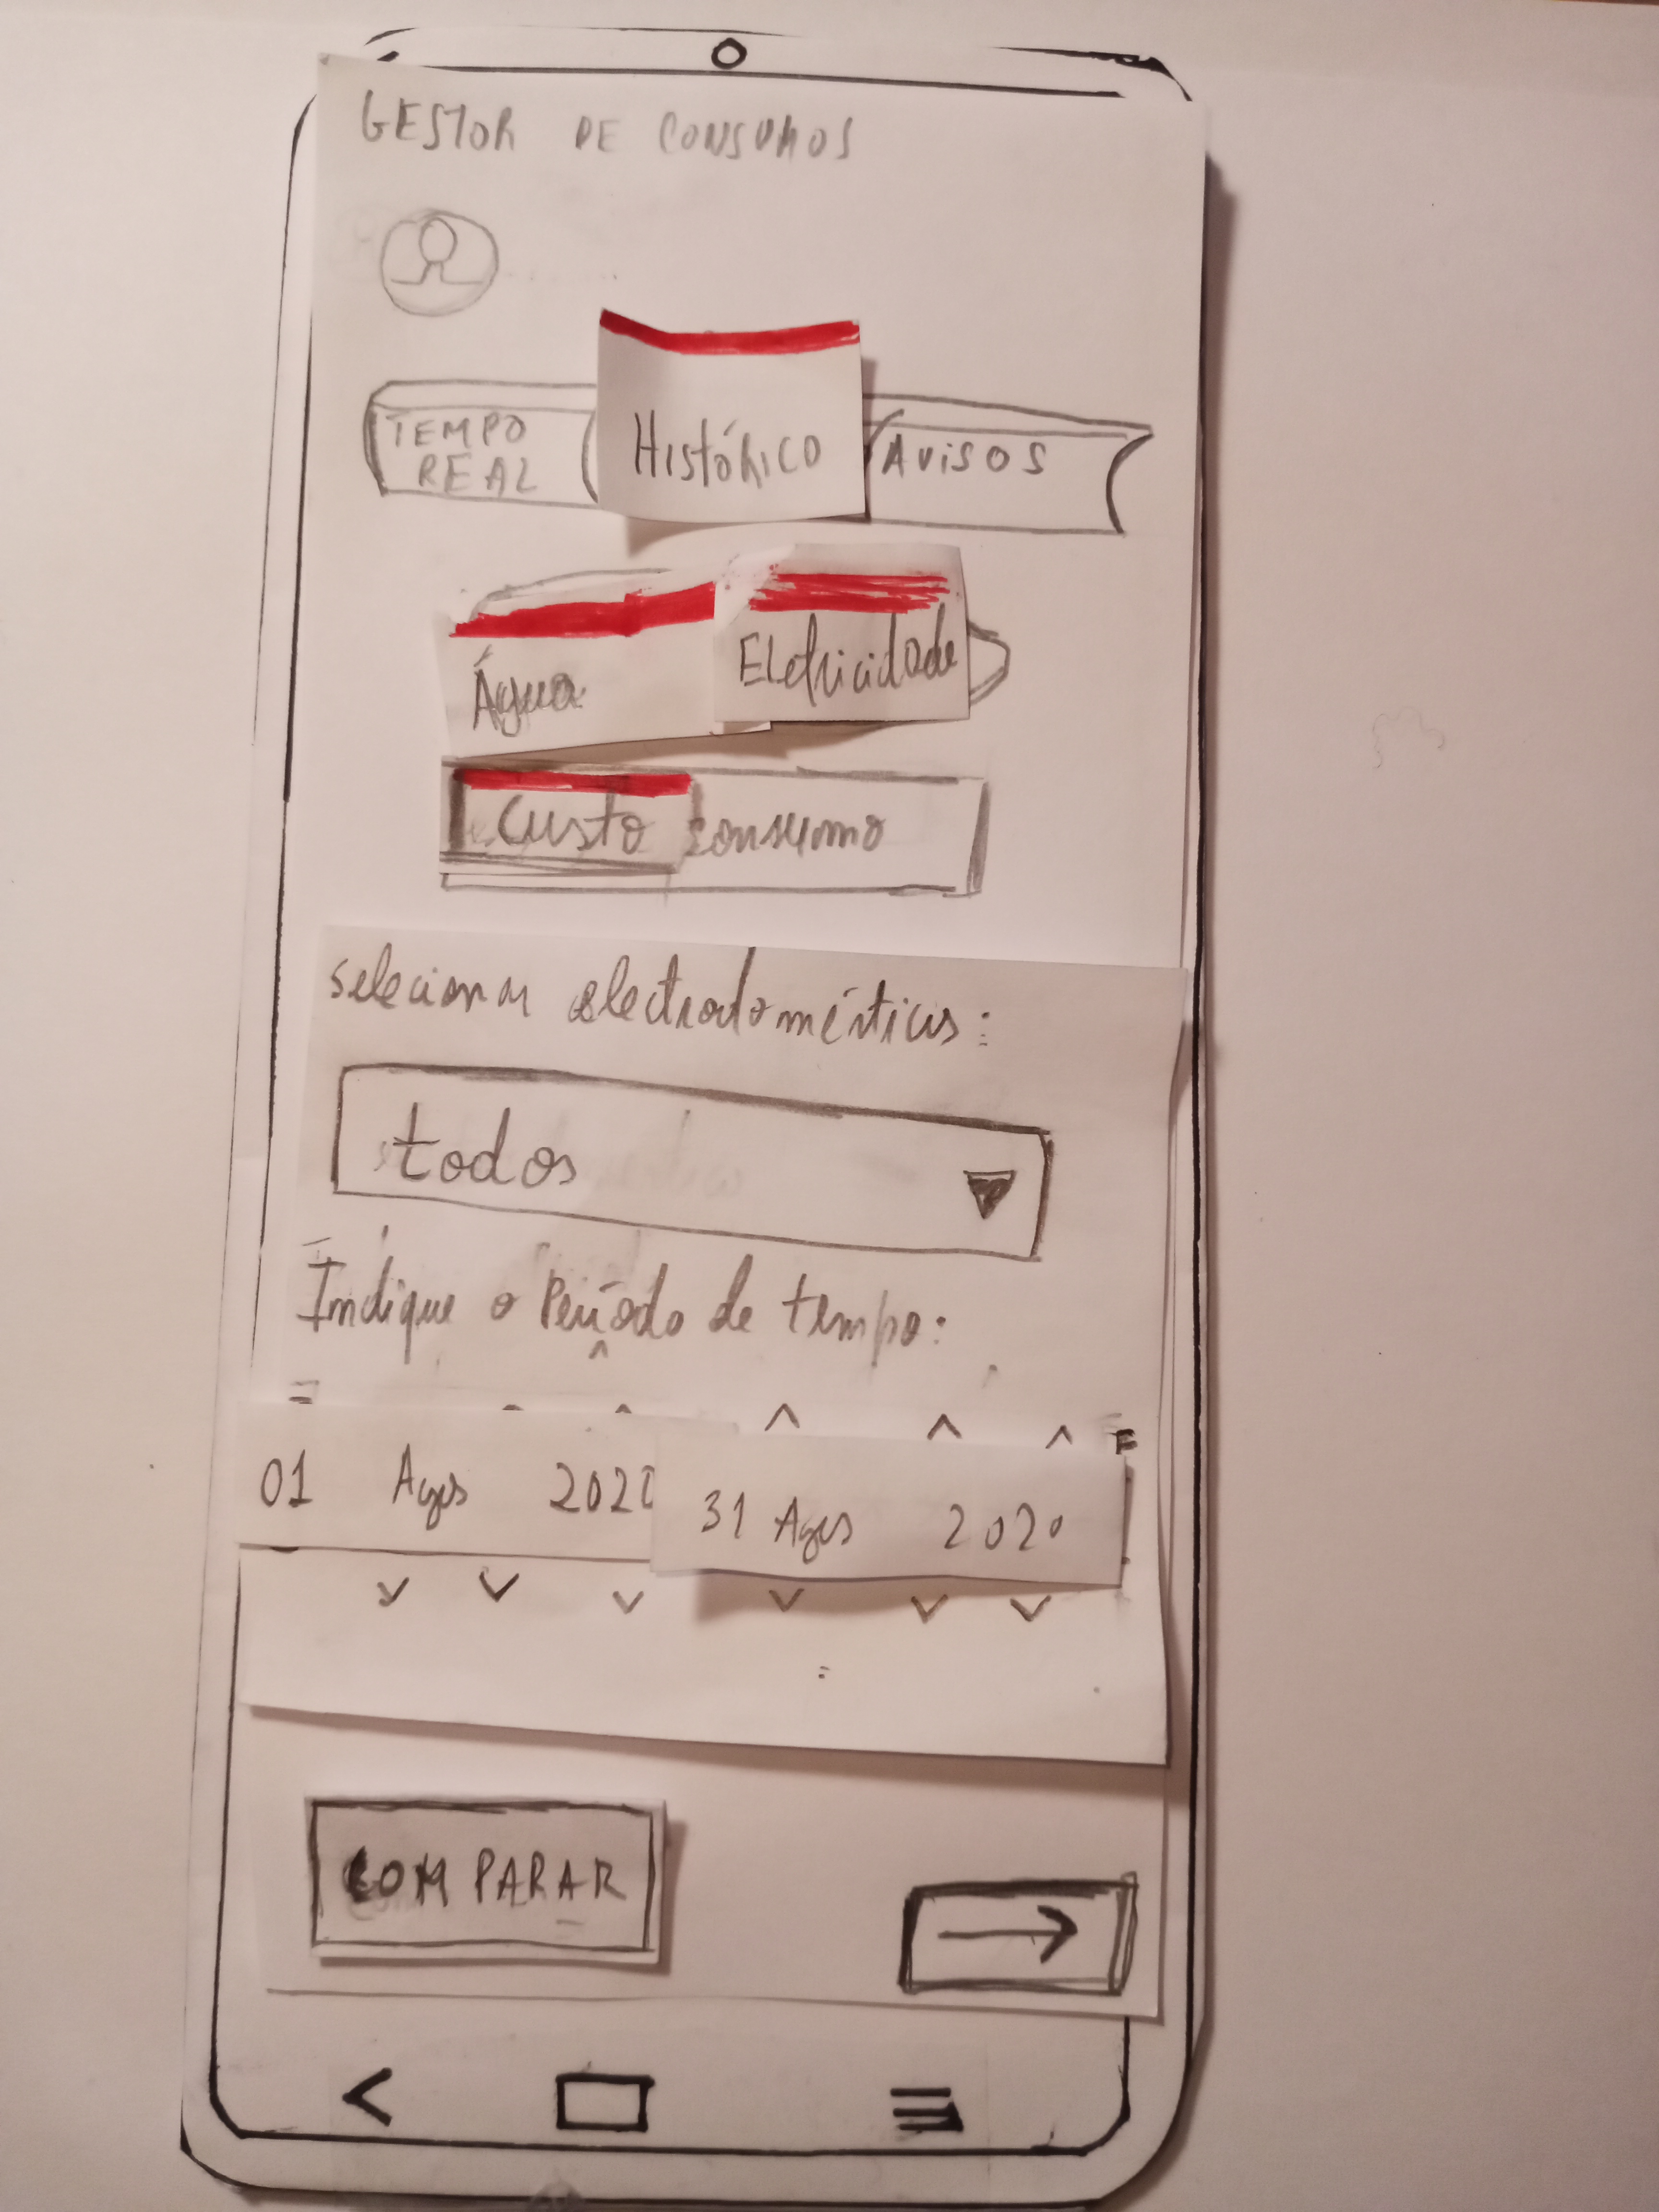 GESTOR DE CONSUMOS
TEMPO REAL
Histórico
AVISOS
Água
Eletricidade
Custo
consumo
selecionar electrodomésticos:
todos
Indique o Período de tempo:
01 Agos 2020
31 Agos 2020
COMPARAR